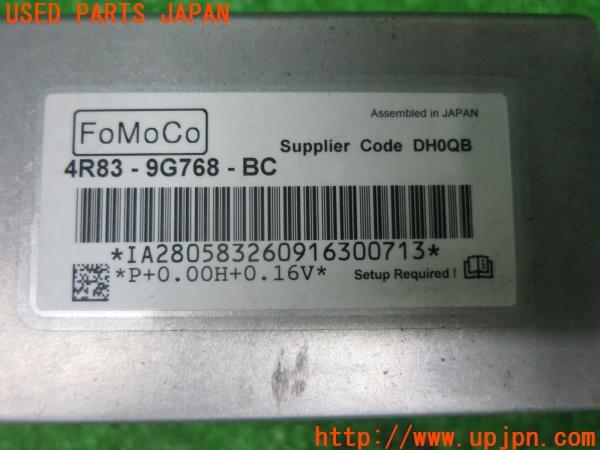 USED PARTS JAPAN
Assembled in JAPAN
FoMoCo
Supplier Code DH0QB
4R83 - 9G768 - BC
*IA280583260916300713*
*P+0.00H+0.16V*
Setup Required !
http://www.upjpn.com/